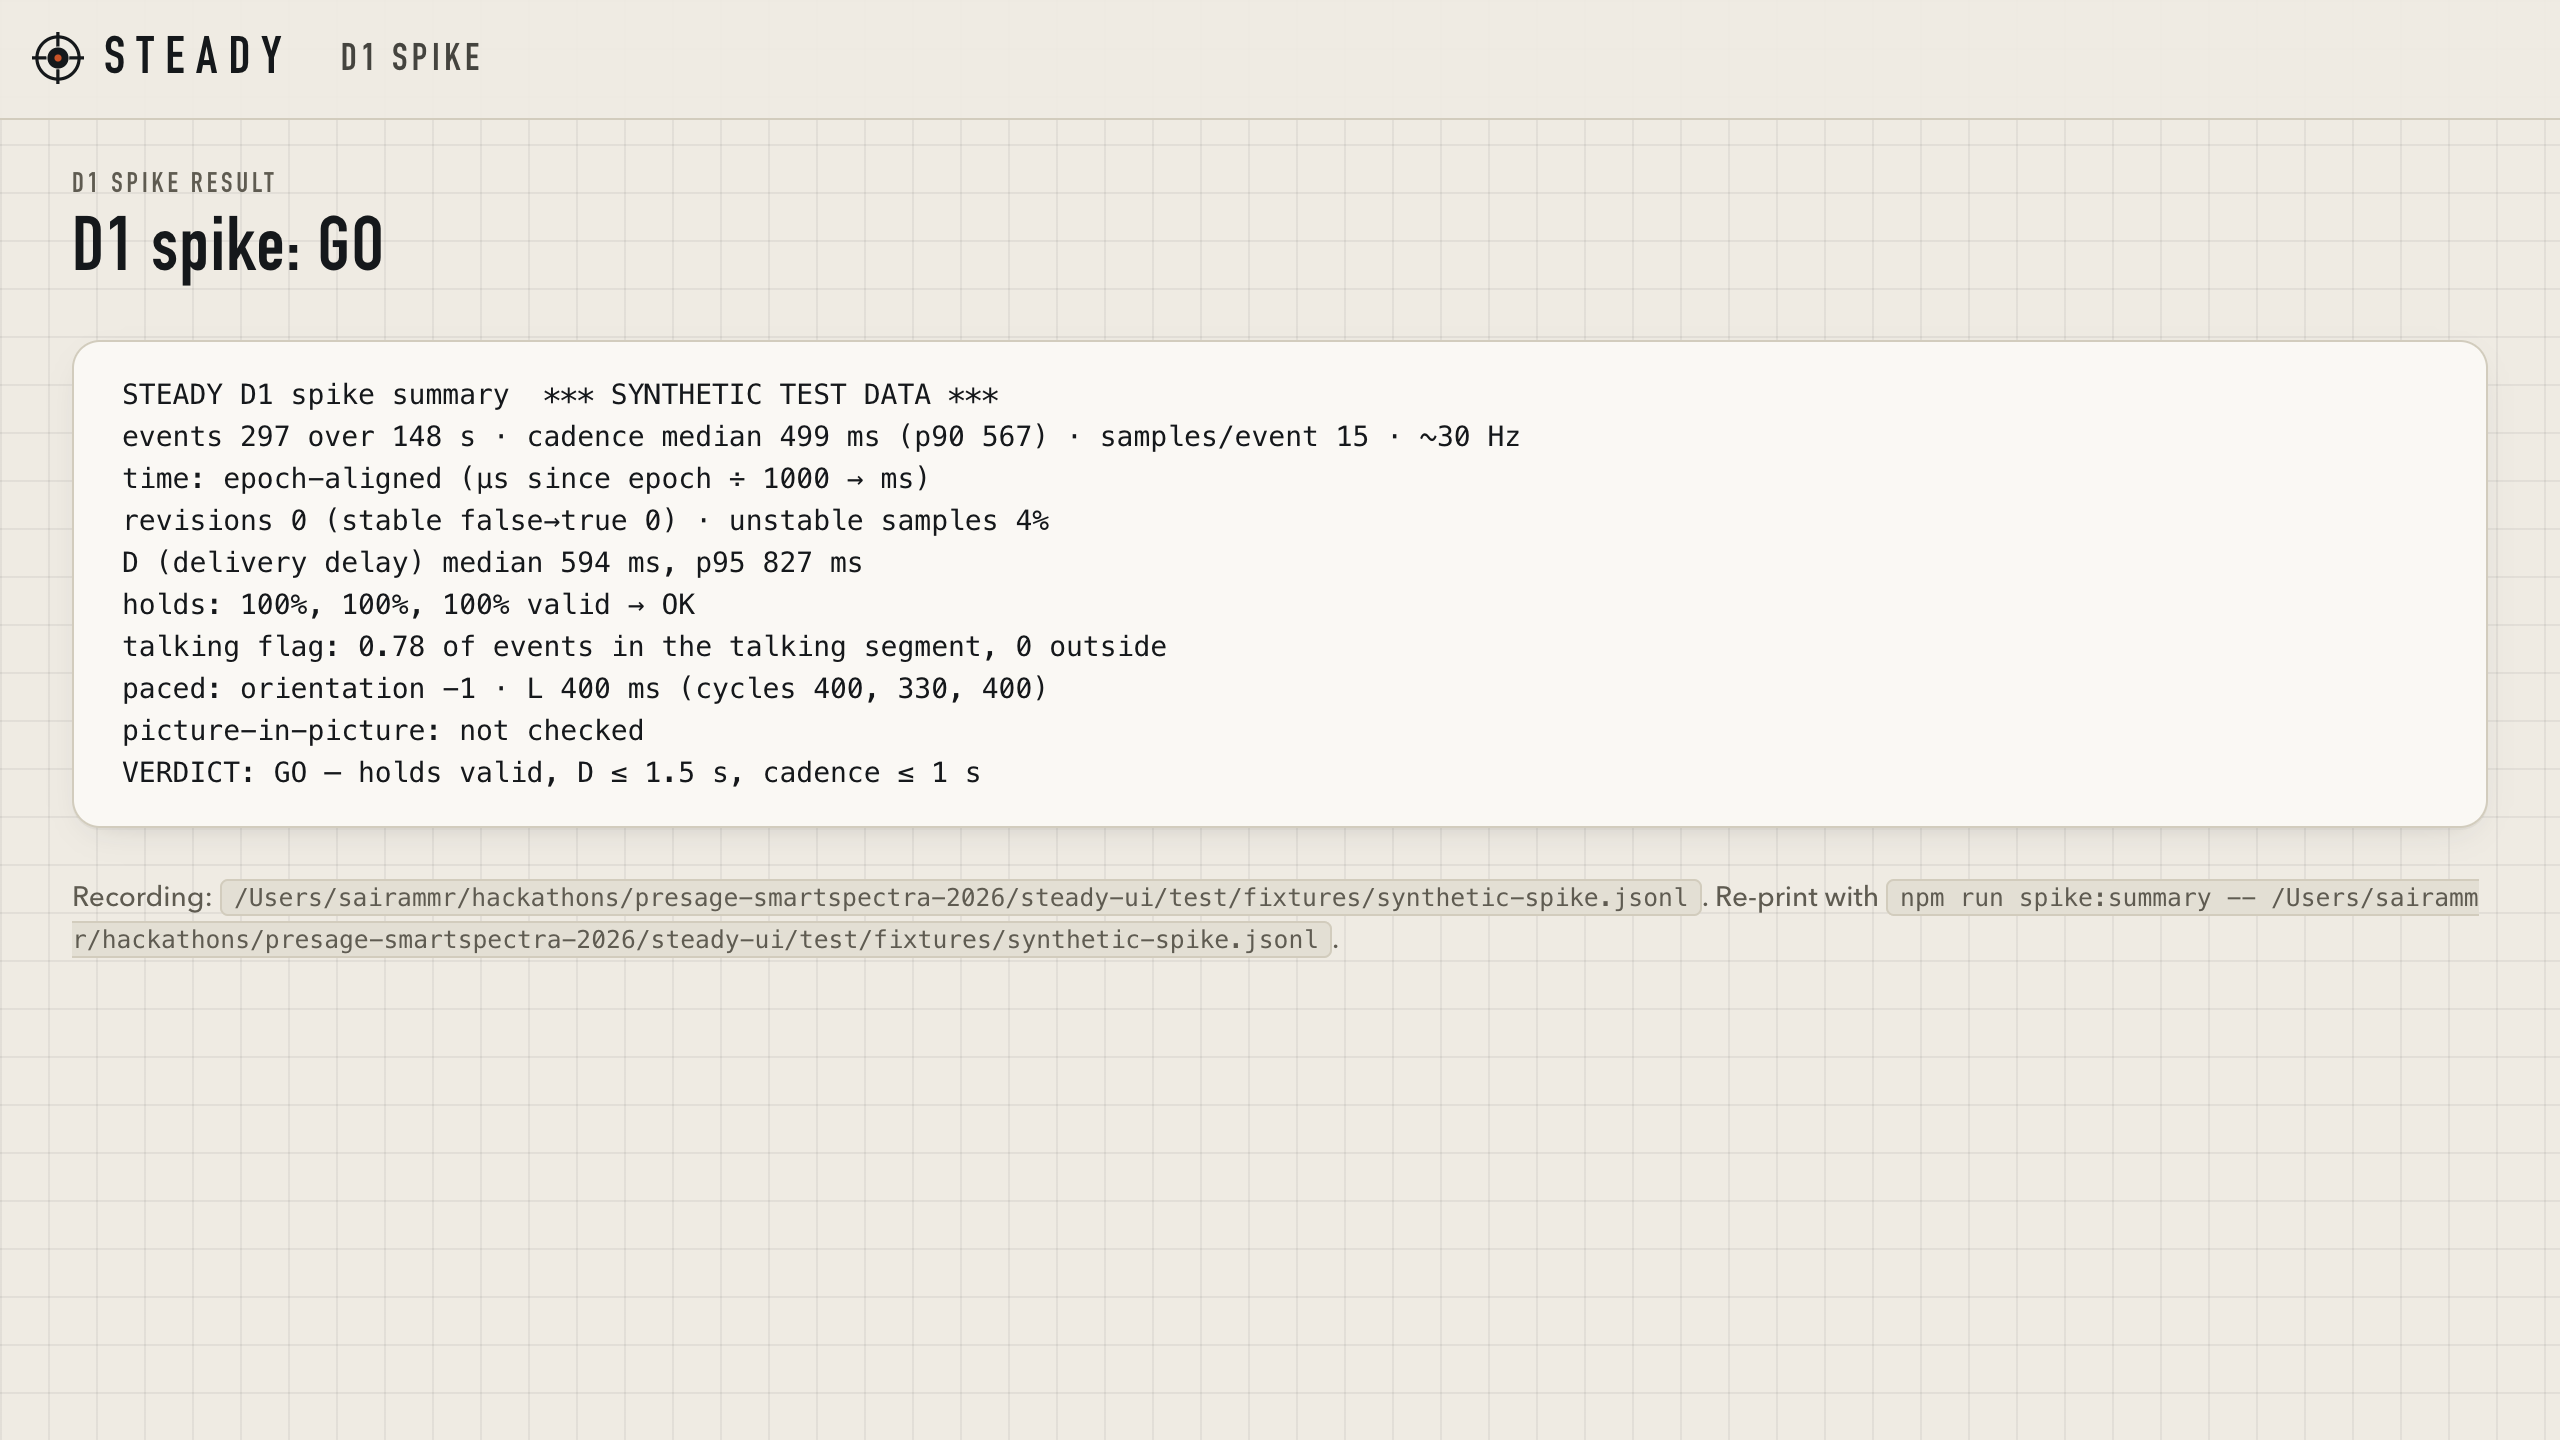 STEADY D1 SPIKE
D1 SPIKE RESULT
D1 spike: GO
STEADY D1 spike summary  *** SYNTHETIC TEST DATA ***
events 297 over 148 s · cadence median 499 ms (p90 567) · samples/event 15 · ~30 Hz
time: epoch-aligned (µs since epoch ÷ 1000 → ms)
revisions 0 (stable false→true 0) · unstable samples 4%
D (delivery delay) median 594 ms, p95 827 ms
holds: 100%, 100%, 100% valid → OK
talking flag: 0.78 of events in the talking segment, 0 outside
paced: orientation −1 · L 400 ms (cycles 400, 330, 400)
picture-in-picture: not checked
VERDICT: GO — holds valid, D ≤ 1.5 s, cadence ≤ 1 s
Recording: /Users/sairammr/hackathons/presage-smartspectra-2026/steady-ui/test/fixtures/synthetic-spike.jsonl. Re-print with npm run spike:summary -- /Users/sairamm
r/hackathons/presage-smartspectra-2026/steady-ui/test/fixtures/synthetic-spike.jsonl.